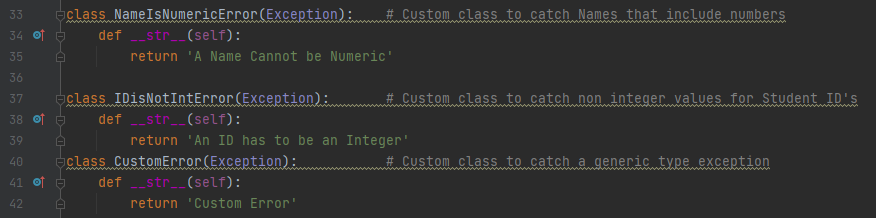 33 class NameIsNumericError(Exception):    # Custom class to catch Names that include numbers
34     def __str__(self):
35         return 'A Name Cannot be Numeric'
36
37 class IDisNotIntError(Exception):       # Custom class to catch non integer values for Student ID's
38     def __str__(self):
39         return 'An ID has to be an Integer'
40 class CustomError(Exception):           # Custom class to catch a generic type exception
41     def __str__(self):
42         return 'Custom Error'